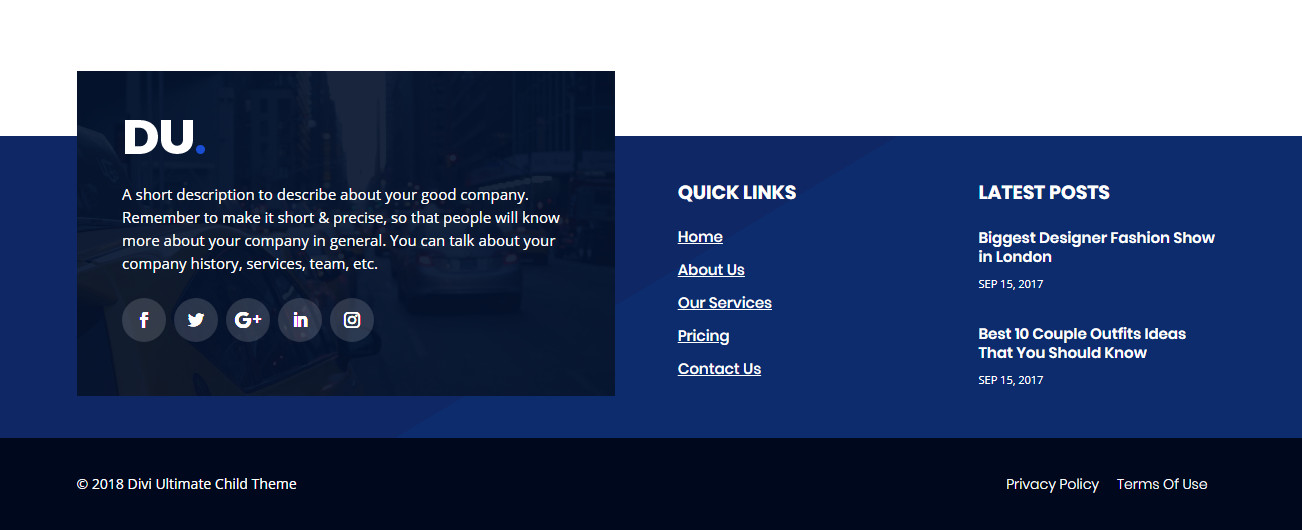 DU.
A short description to describe about your good company.
Remember to make it short & precise, so that people will know
more about your company in general. You can talk about your
company history, services, team, etc.
QUICK LINKS
Home
About Us
Our Services
Pricing
Contact Us
LATEST POSTS
Biggest Designer Fashion Show
in London
SEP 15, 2017
Best 10 Couple Outfits Ideas
That You Should Know
SEP 15, 2017
© 2018 Divi Ultimate Child Theme
Privacy Policy Terms Of Use